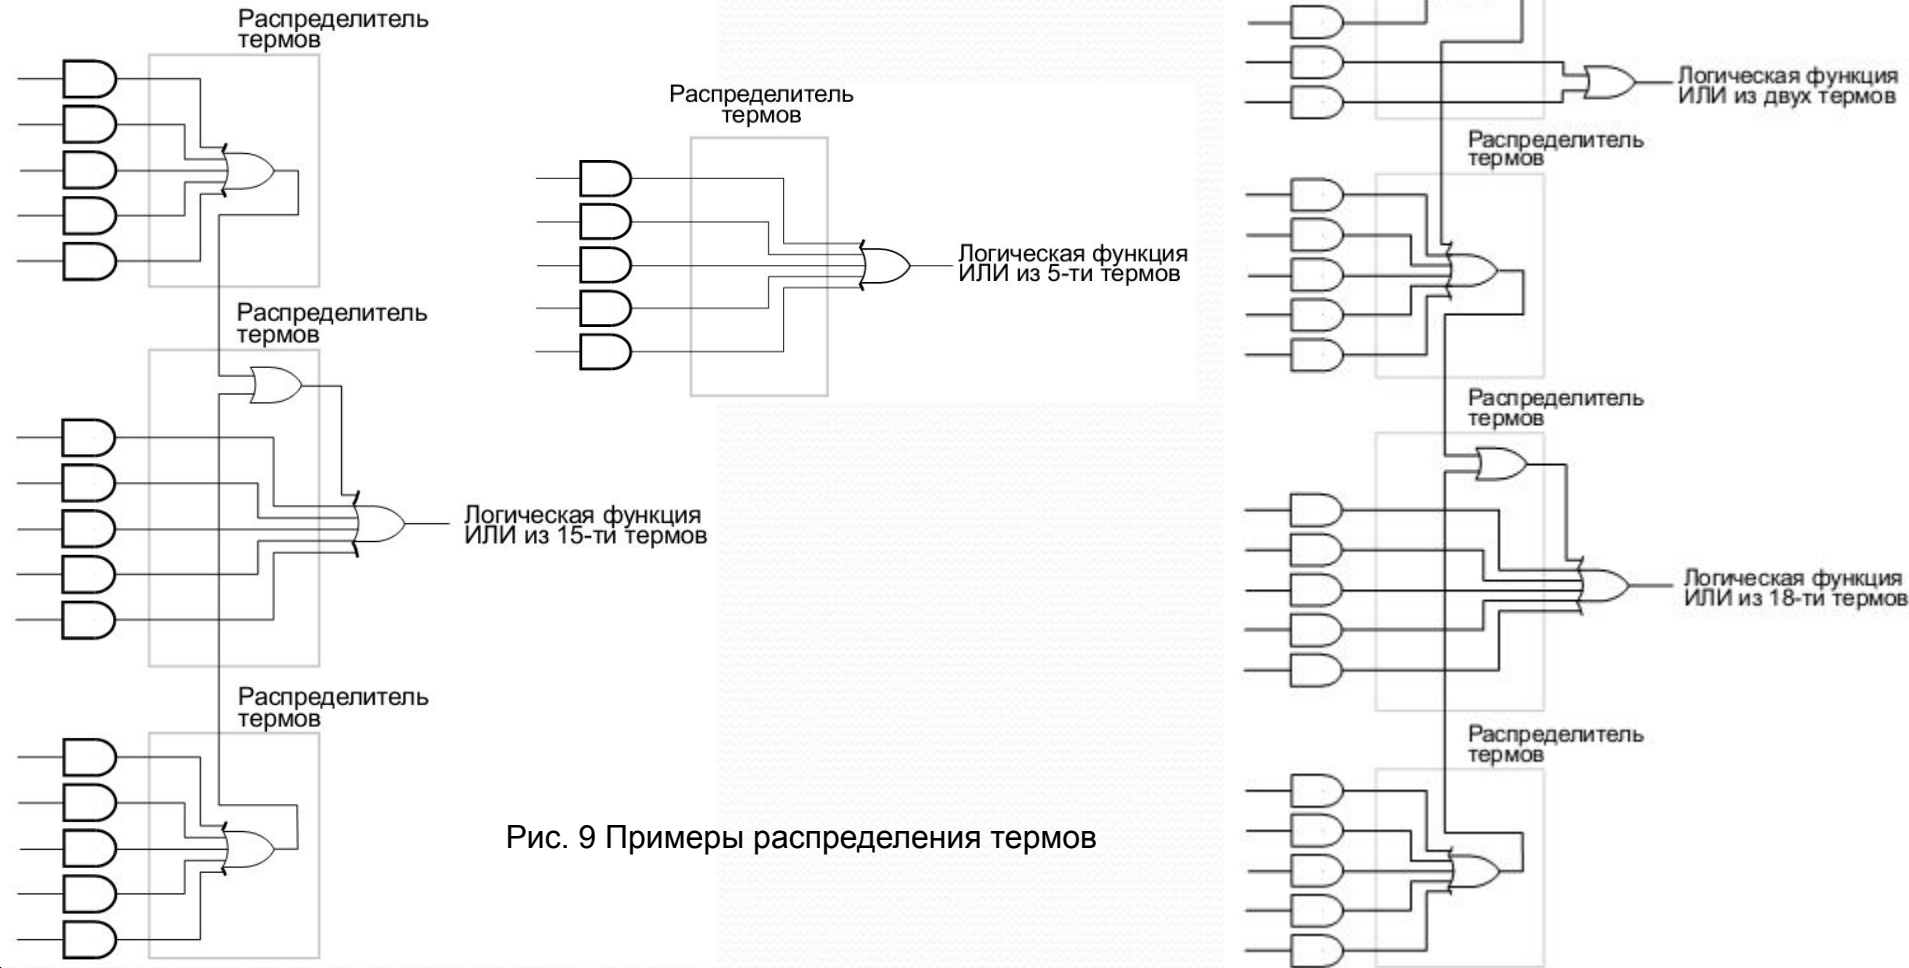 Распределитель
термов
Распределитель
термов
Логическая функция
ИЛИ из 15-ти термов
Распределитель
термов
Распределитель
термов
Логическая функция
ИЛИ из 5-ти термов
Рис. 9 Примеры распределения термов
Логическая функция
ИЛИ из двух термов
Распределитель
термов
Распределитель
термов
Логическая функция
ИЛИ из 18-ти термов
Распределитель
термов